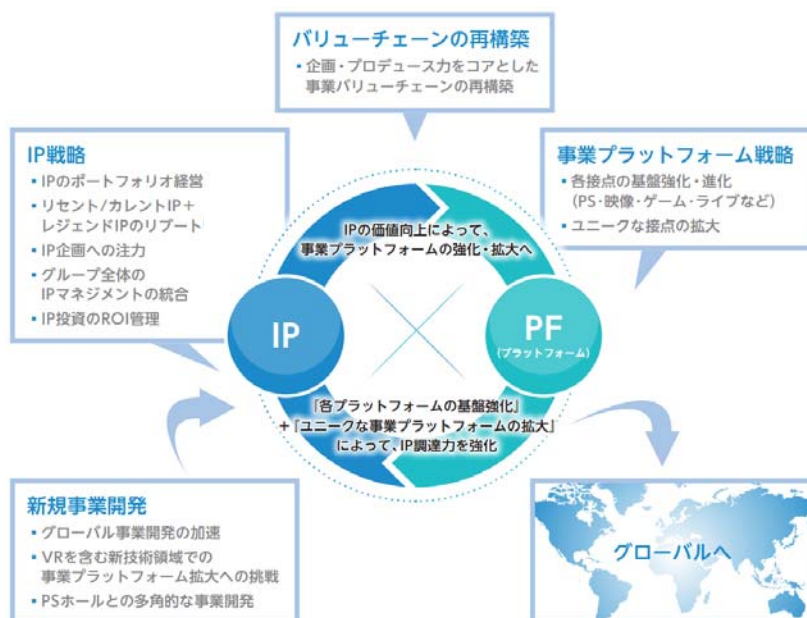 バリューチェーンの再構築
▪ 企画・プロデュース力をコアとした
事業バリューチェーンの再構築
IP戦略
▪ IPのポートフォリオ経営
▪ リセント/カレントIP＋
レジェンドIPのリブート
▪ IP企画への注力
▪ グループ全体の
IPマネジメントの統合
▪ IP投資のROI管理
事業プラットフォーム戦略
▪ 各接点の基盤強化・進化
（PS・映像・ゲーム・ライブなど）
▪ ユニークな接点の拡大
IPの価値向上によって、
事業プラットフォームの強化・拡大へ
IP
PF
（プラットフォーム）
『各プラットフォームの基盤強化』
＋『ユニークな事業プラットフォームの拡大』
によって、IP調達力を強化
新規事業開発
▪ グローバル事業開発の加速
▪ VRを含む新技術領域での
事業プラットフォーム拡大への挑戦
▪ PSホールとの多角的な事業開発
グローバルへ